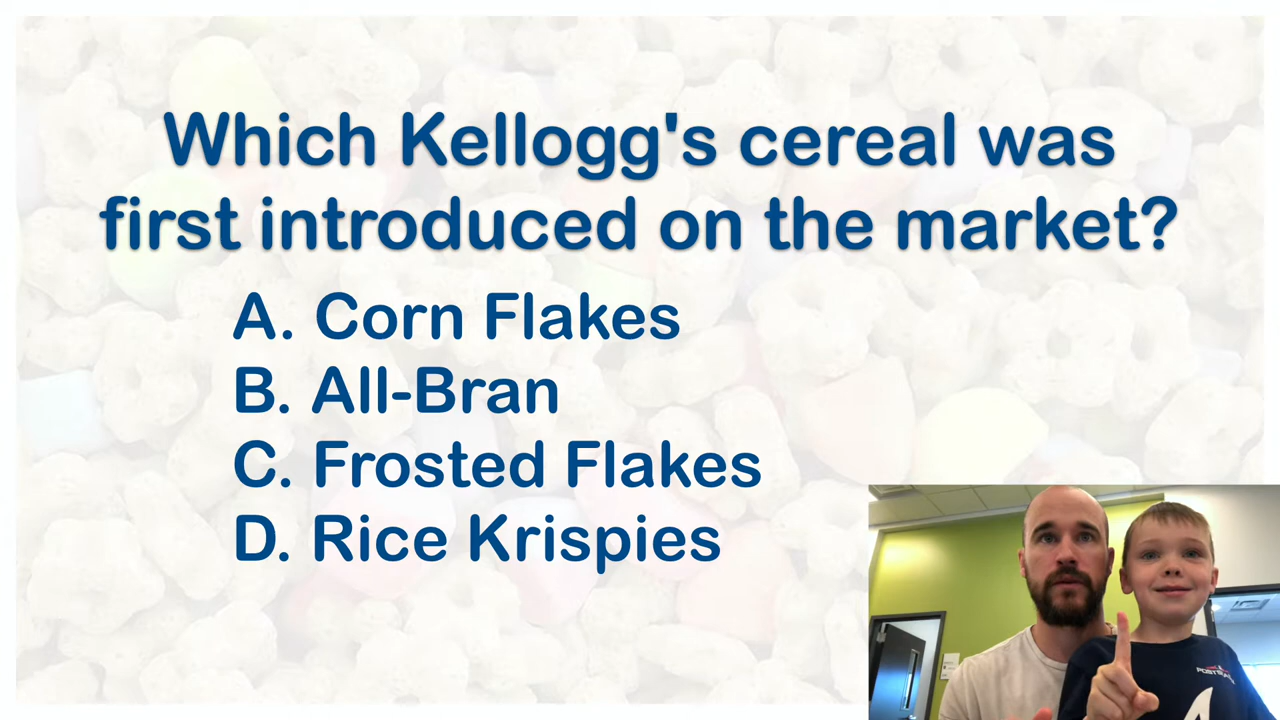 Which Kellogg's cereal was
first introduced on the market?
A. Corn Flakes
B. All-Bran
C. Frosted Flakes
D. Rice Krispies